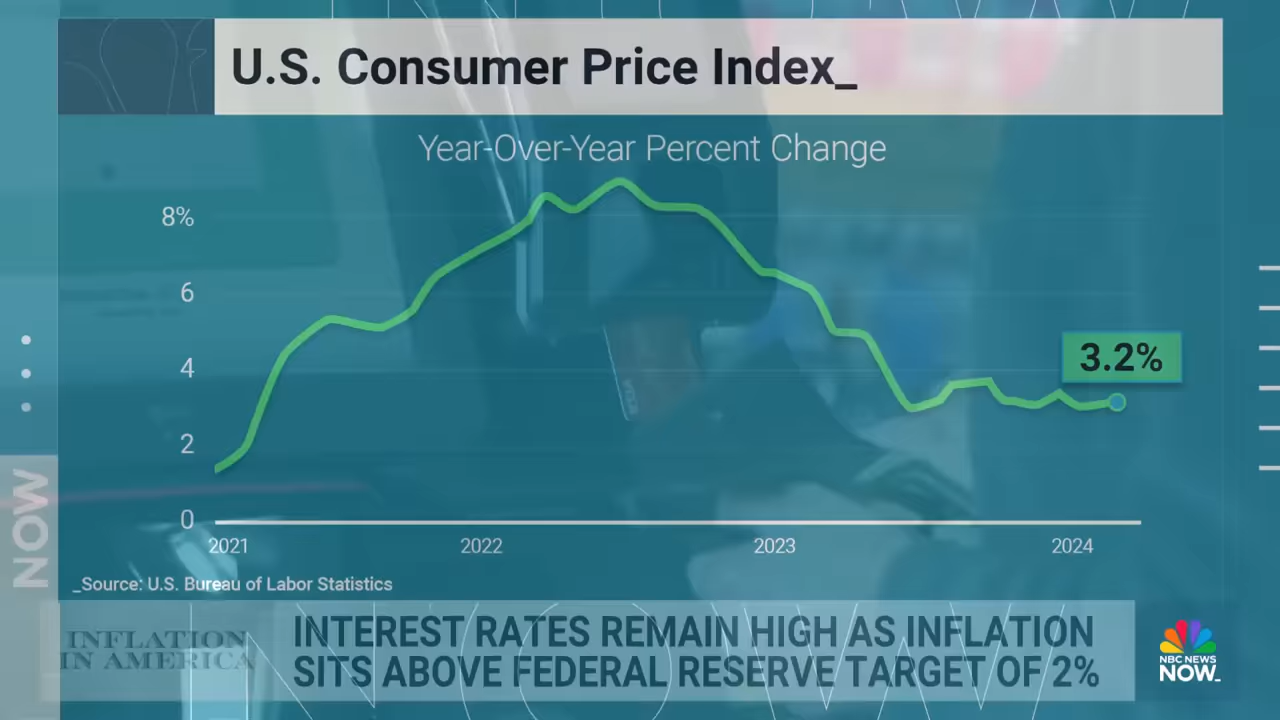 U.S. Consumer Price Index_
Year-Over-Year Percent Change
8%
6
4
2
0
3.2%
2021
2022
2023
2024
_Source: U.S. Bureau of Labor Statistics
NOW
INFLATION
IN AMERICA
INTEREST RATES REMAIN HIGH AS INFLATION
SITS ABOVE FEDERAL RESERVE TARGET OF 2%
NBC NEWS
NOW_
VISA